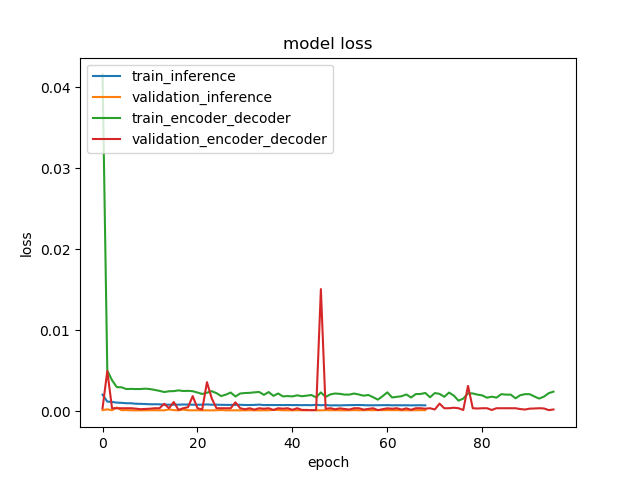 model loss
train_inference
validation_inference
train_encoder_decoder
validation_encoder_decoder
0.04
0.03
0.02
0.01
0.00
loss
0 20 40 60 80
epoch